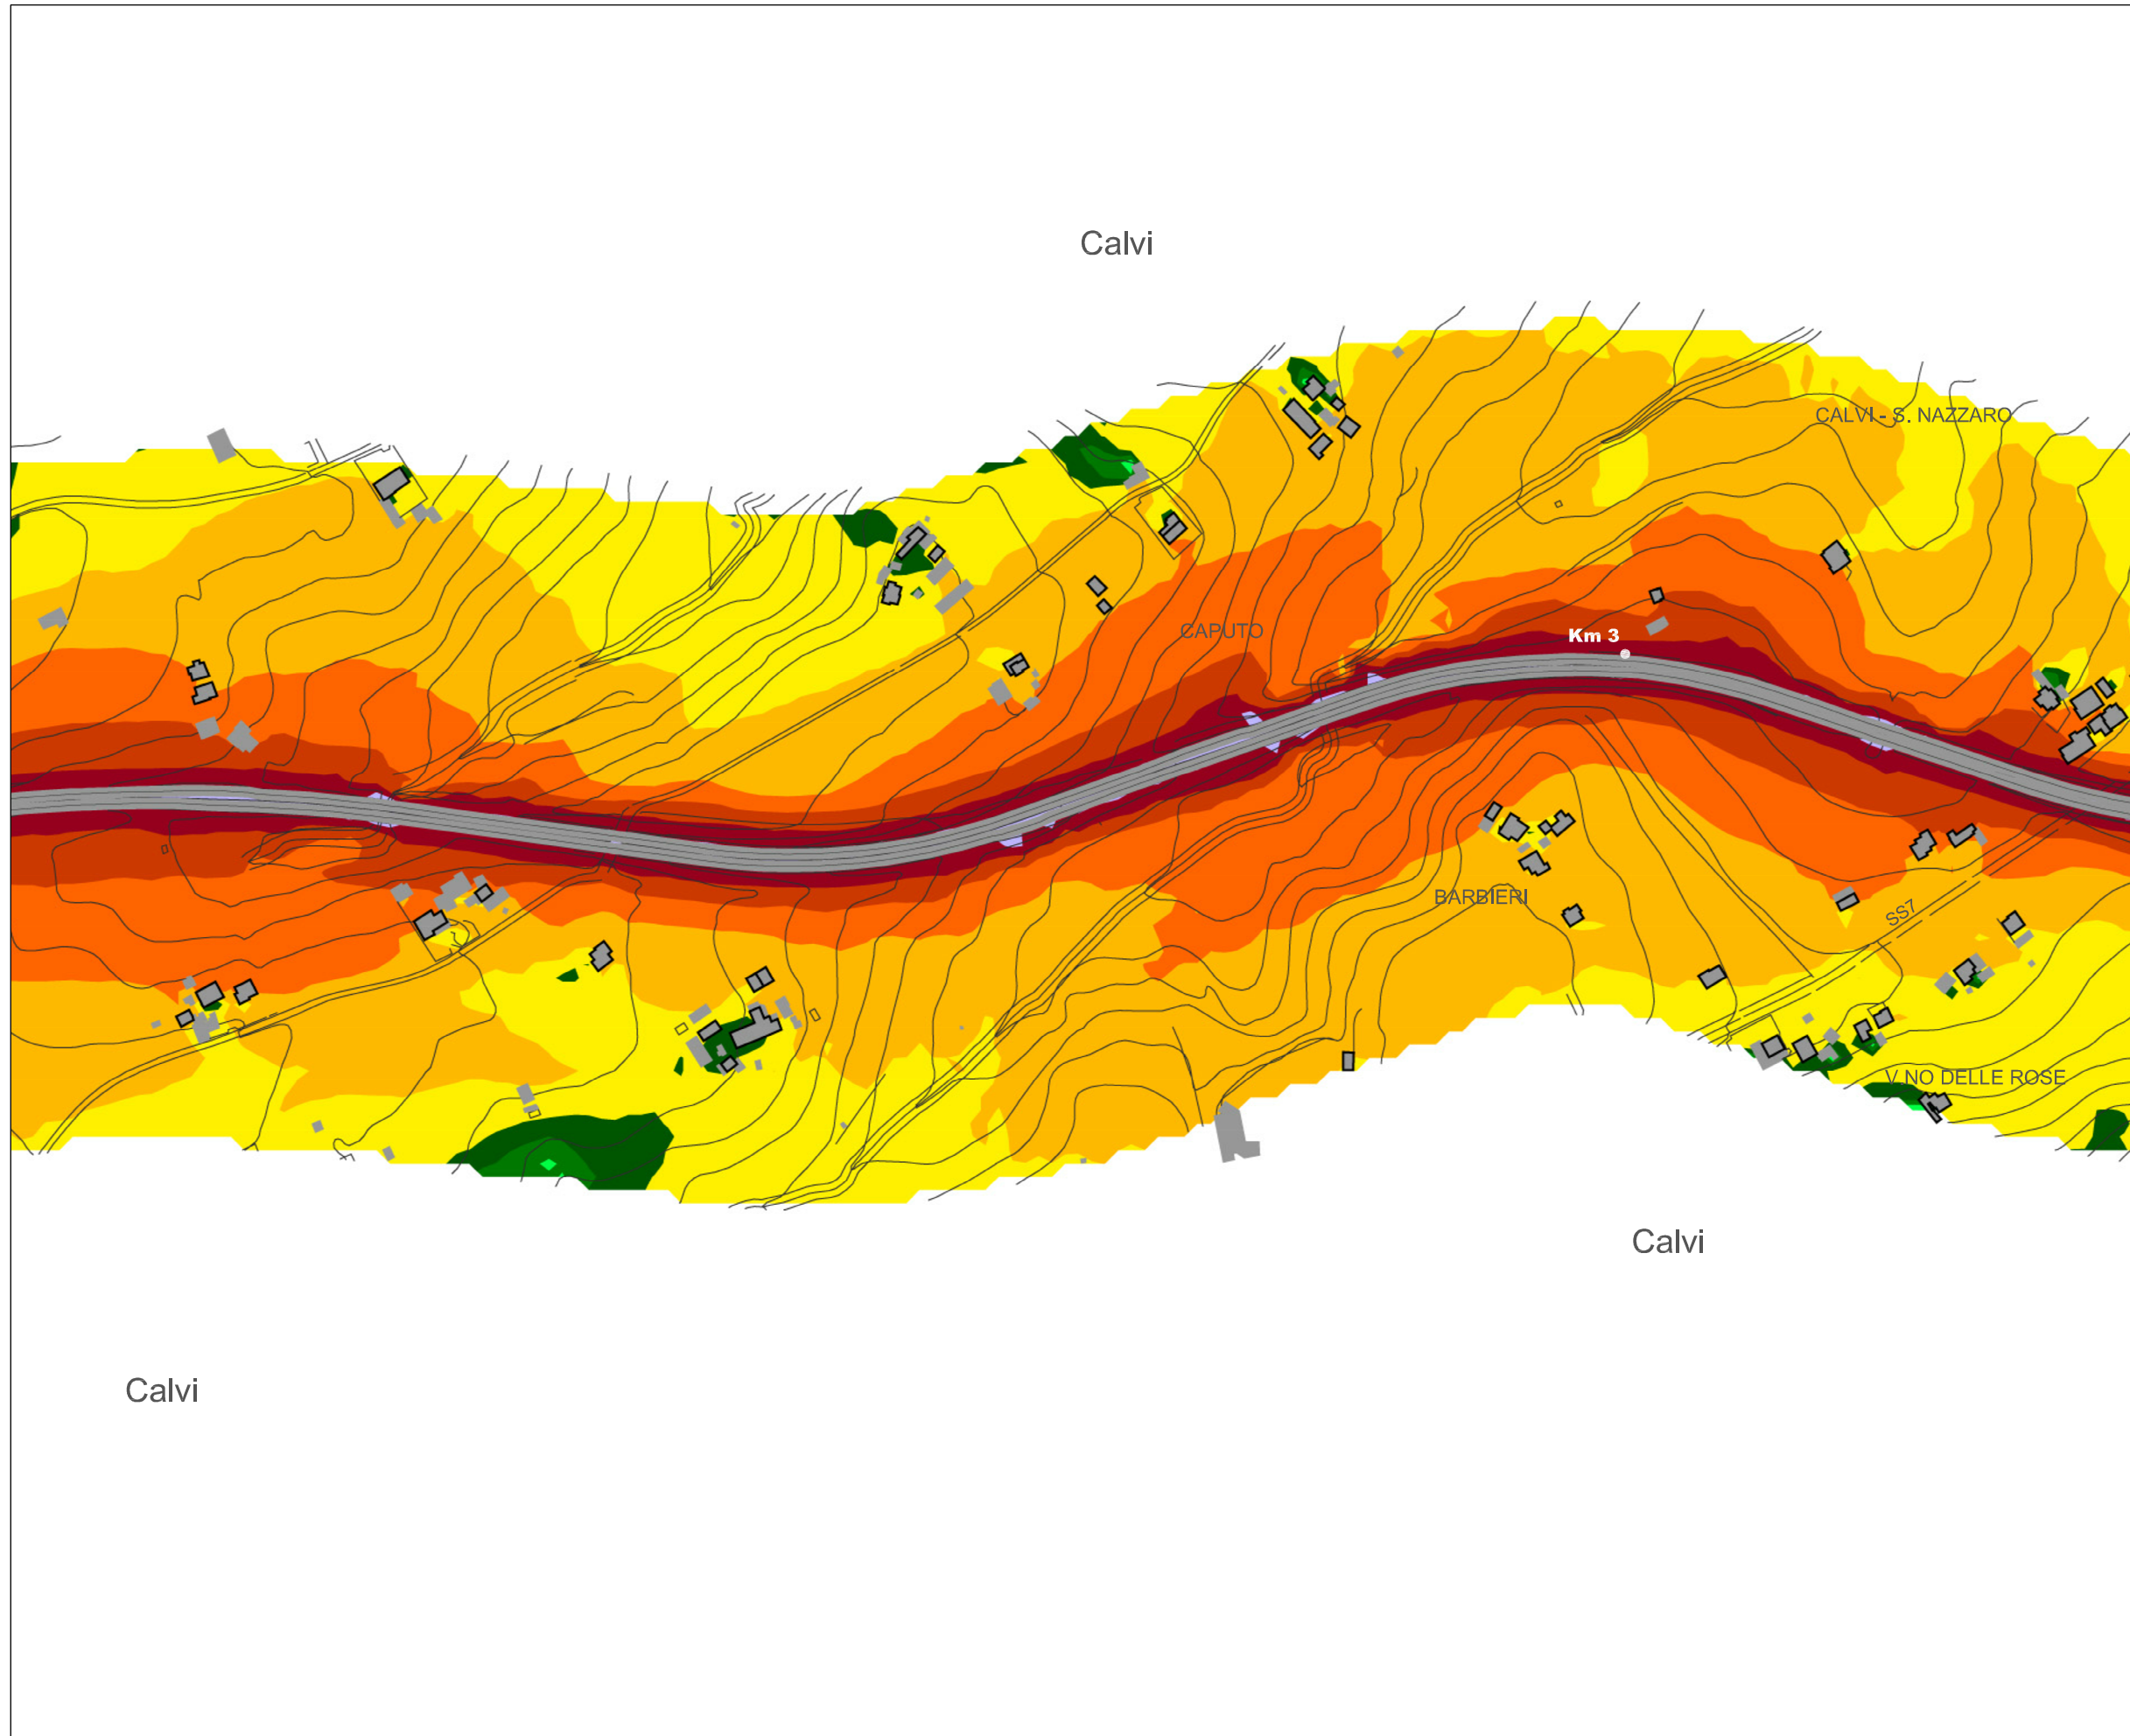 Calvi
CALVI - S. NAZZARO
CAPUTO
Km 3
BARBIERI
SS7
V.NO DELLE ROSE
Calvi
Calvi